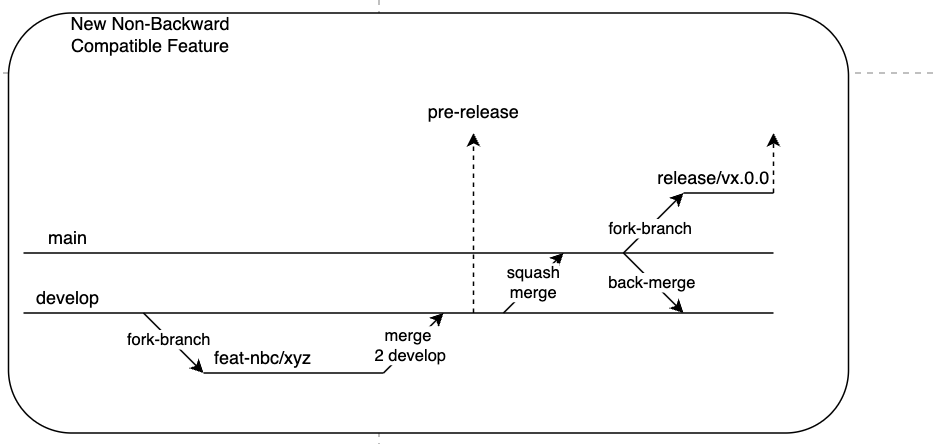 New Non-Backward
Compatible Feature
pre-release
release/vx.0.0
fork-branch
main
squash
merge
back-merge
develop
fork-branch
feat-nbc/xyz
merge
2 develop